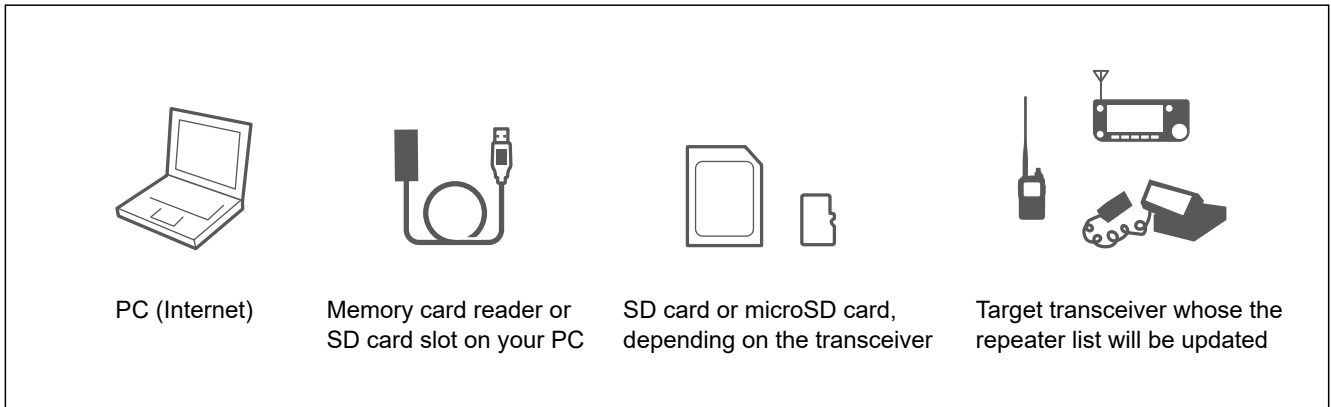 PC (Internet)
Memory card reader or
SD card slot on your PC
SD card or microSD card,
depending on the transceiver
Target transceiver whose the
repeater list will be updated